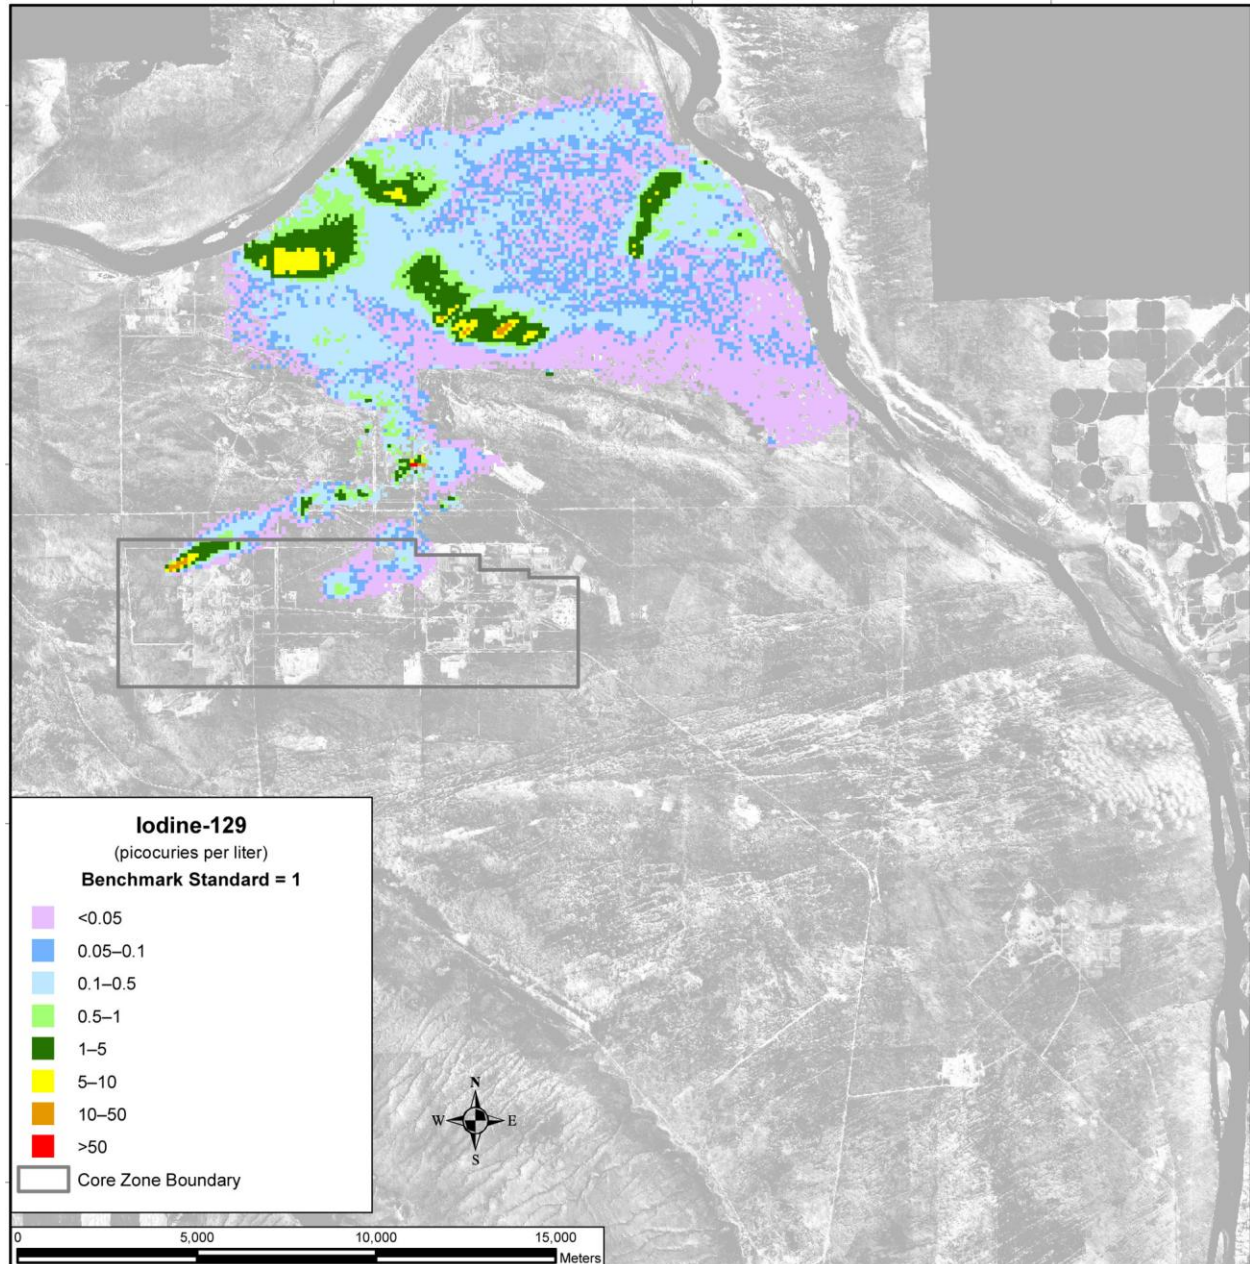 Iodine-129
(picocuries per liter)
Benchmark Standard = 1
<0.05
0.05–0.1
0.1–0.5
0.5–1
1–5
5–10
10–50
>50
Core Zone Boundary
N
W E
S
0 5,000 10,000 15,000
Meters